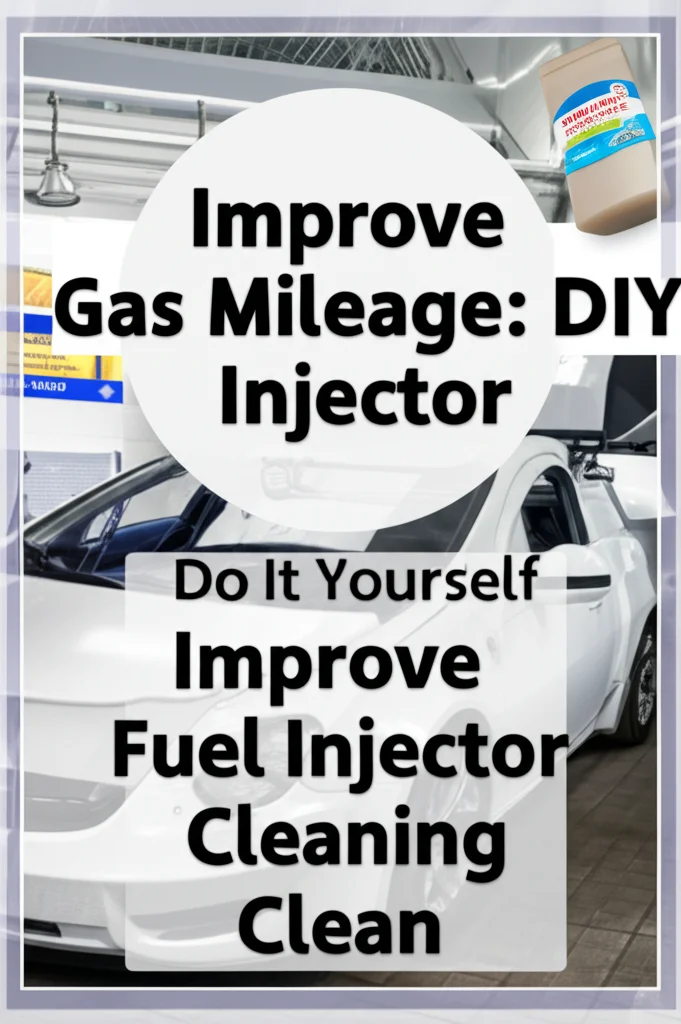 Improve
Gas Mileage: DIY
Injector
Do It Yourself
Improve
Fuel Injector
Cleaning
Clean